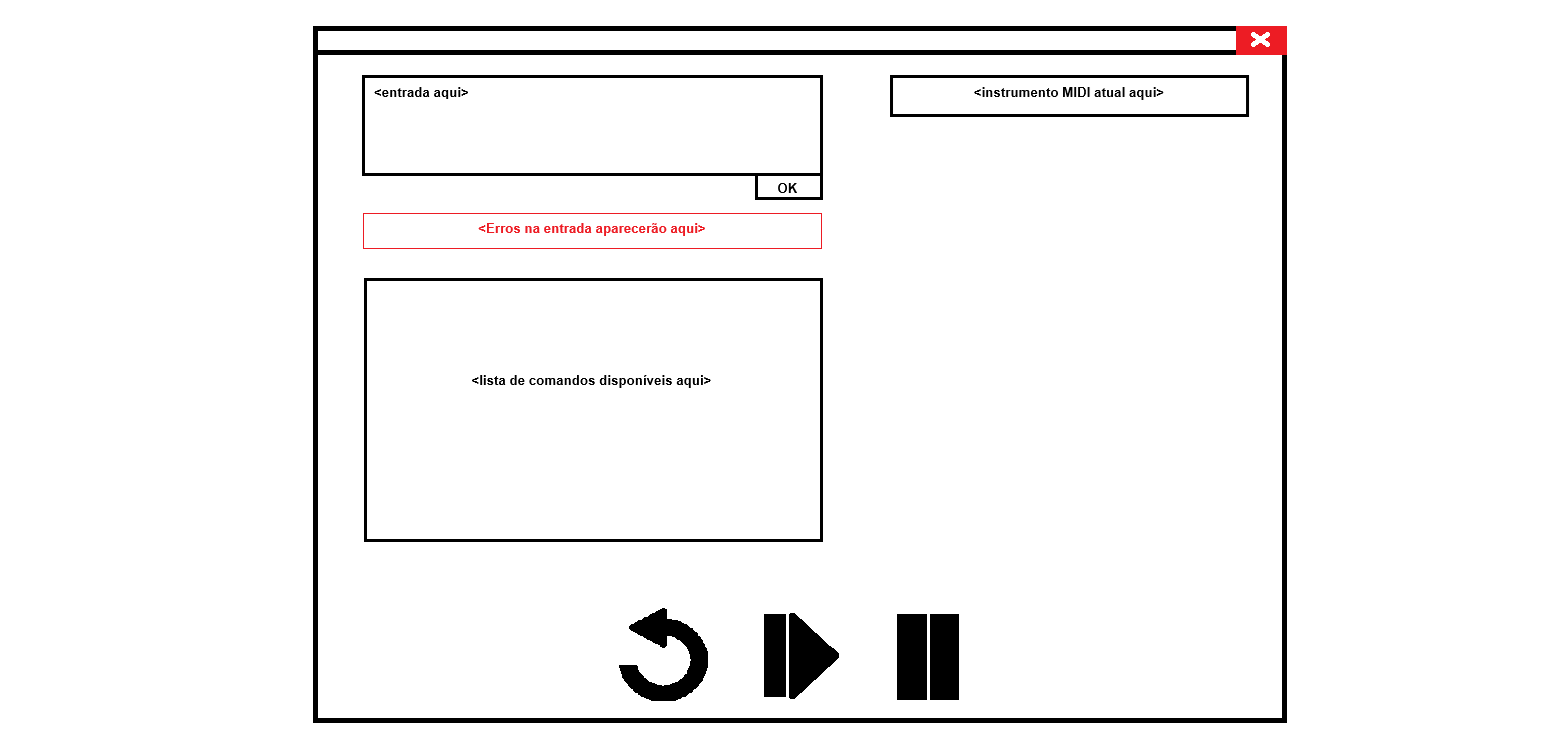 <entrada aqui>
<instrumento MIDI atual aqui>
OK
<Erros na entrada aparecerão aqui>
<lista de comandos disponíveis aqui>